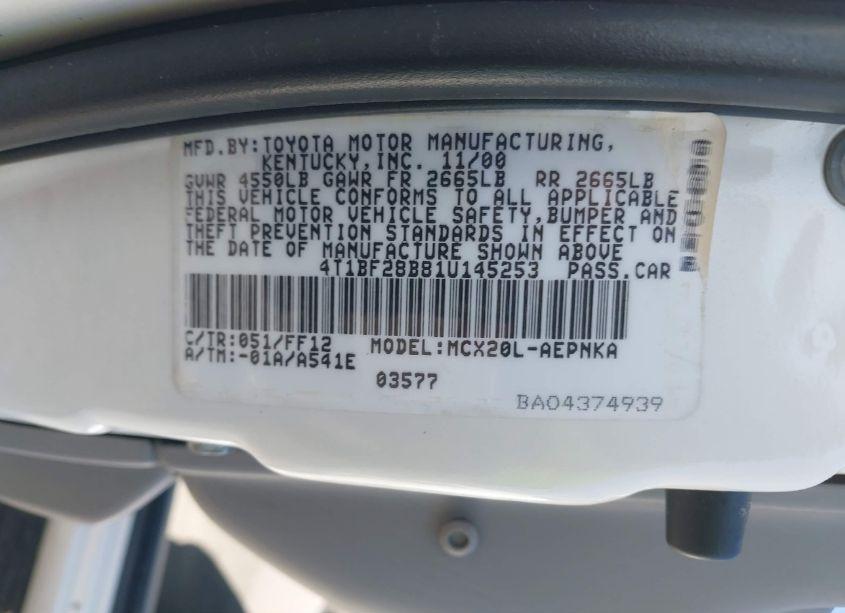 MFD.BY:TOYOTA MOTOR MANUFACTURING,
KENTUCKY,INC. 11/00
GVWR 4550LB GAWR FR 2665LB RR 2665LB
THIS VEHICLE CONFORMS TO ALL APPLICABLE
FEDERAL MOTOR VEHICLE SAFETY,BUMPER AND
THEFT PREVENTION STANDARDS IN EFFECT ON
THE DATE OF MANUFACTURE SHOWN ABOVE
4T1BF28B81U145253 PASS.CAR
C/TR:051/FF12 MODEL:MCX20L-AEPNKA
A/TM:-01A/A541E
03577
BA04374939